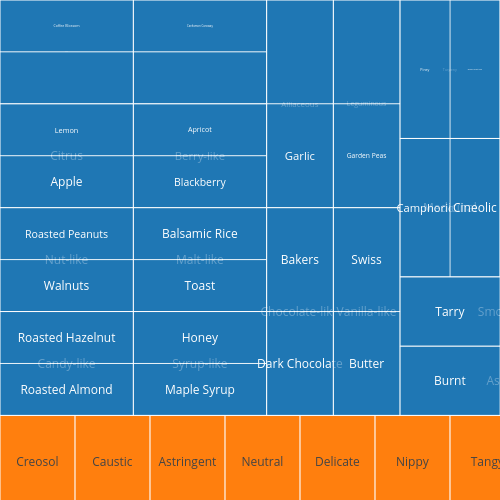 Coffee Blossom
Lemon
Apricot
Citrus
Berry-like
Apple
Blackberry
Alliaceous
Leguminous
Garlic
Garden Peas
Piney
Roasted Peanuts
Balsamic Rice
Nut-like
Malt-like
Walnuts
Toast
Bakers
Swiss
Camphoric
Cineolic
Chocolate-like
Vanilla-like
Roasted Hazelnut
Honey
Candy-like
Syrup-like
Roasted Almond
Maple Syrup
Dark Chocolate
Butter
Tarry
Smo
Burnt
As
Creosol
Caustic
Astringent
Neutral
Delicate
Nippy
Tangy